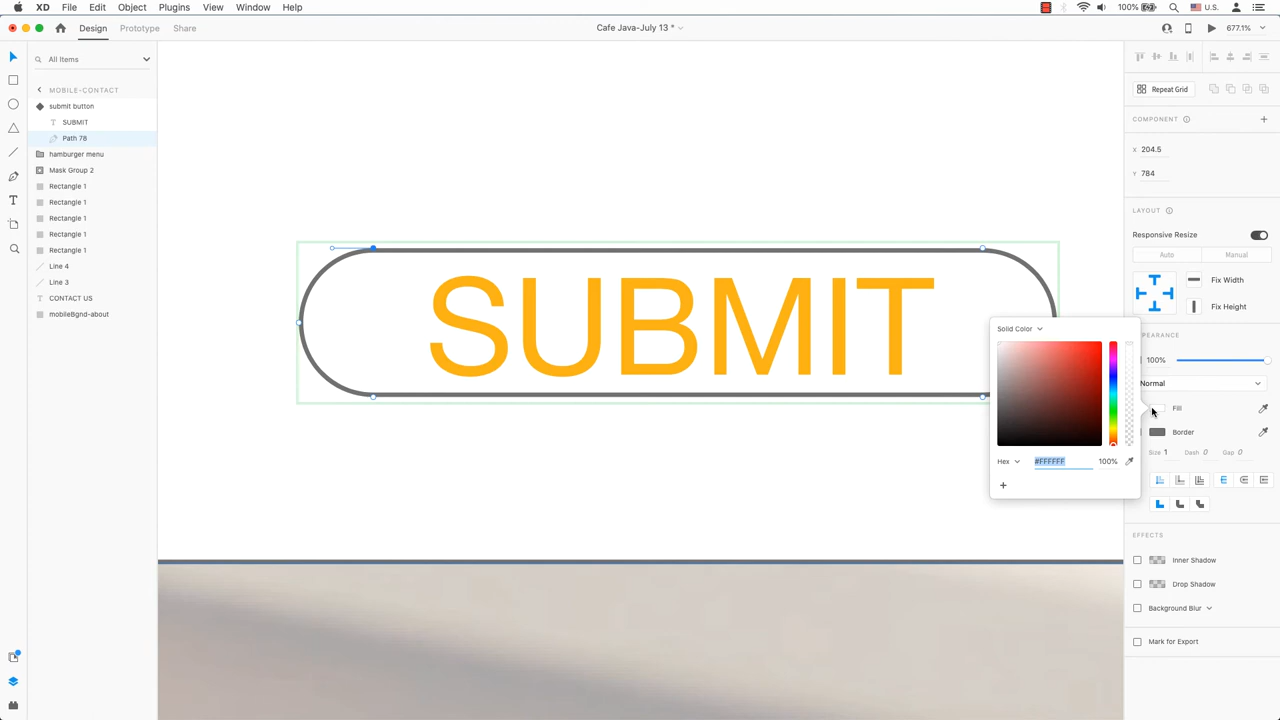 XD File Edit Object Plugins View Window Help 100% U.S.
Design Prototype Share Cafe Java-July 13 * 677.1%
All Items
Repeat Grid
MOBILE-CONTACT
submit button
COMPONENT
SUBMIT
Path 78
X 204.5
hamburger menu
Mask Group 2
Y 784
Rectangle 1
Rectangle 1
LAYOUT
Rectangle 1
Rectangle 1
Responsive Resize
Rectangle 1
Auto Manual
Line 4
Line 3
Fix Width
CONTACT US
Fix Height
mobileBgnd-about
SUBMIT
Solid Color
100%
Normal
Fill
Border
Size 1 Dash 0 Gap 0
Hex #FFFFFF 100%
EFFECTS
Inner Shadow
Drop Shadow
Background Blur
Mark for Export